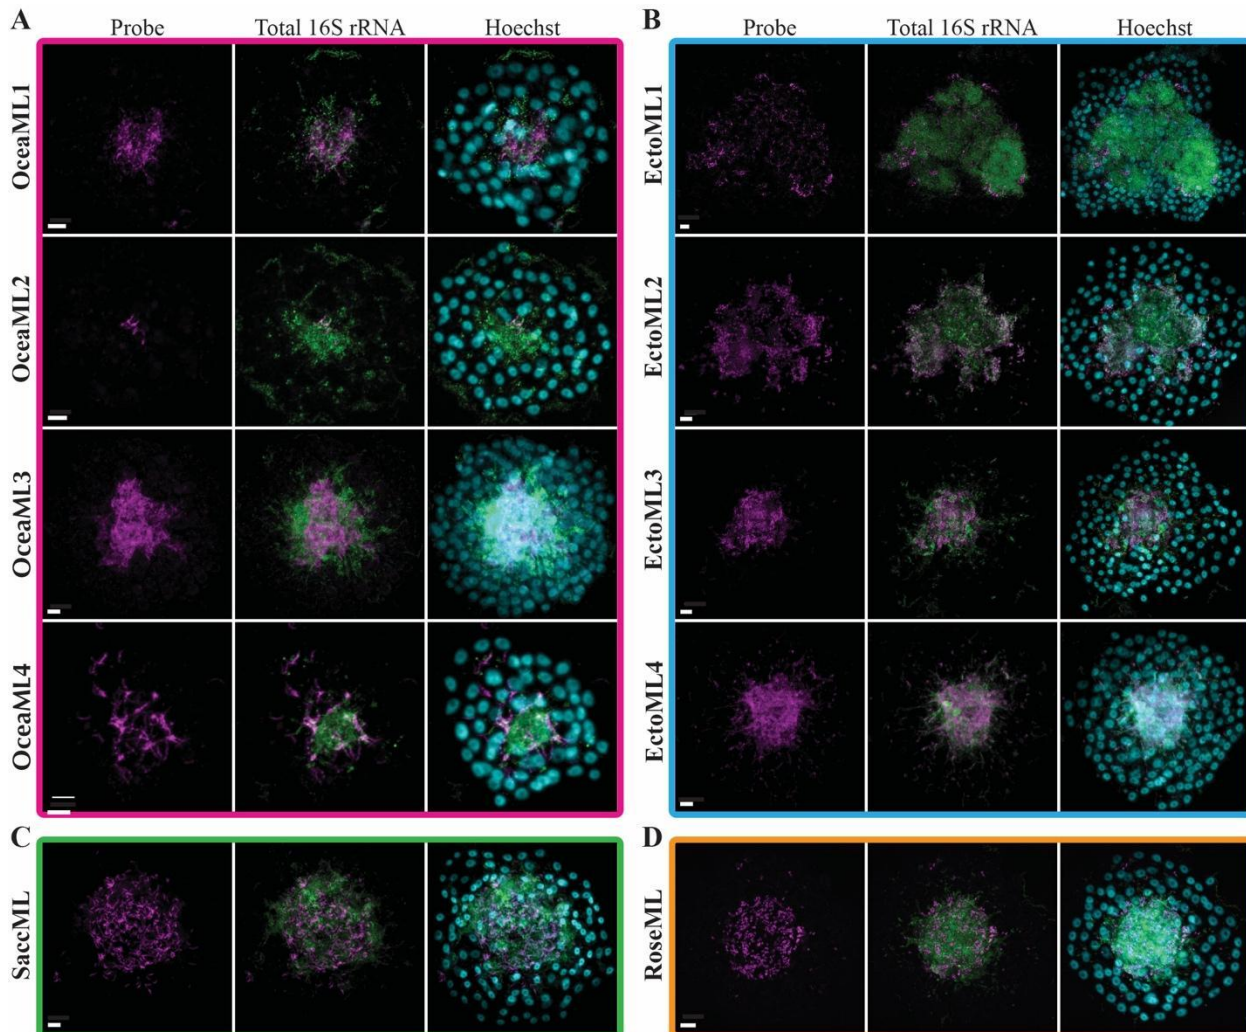 A
Probe Total 16S rRNA Hoechst
OceaML1
OceaML2
OceaML3
OceaML4
B
Probe Total 16S rRNA Hoechst
EctoML1
EctoML2
EctoML3
EctoML4
C
SaccML
D
RoseML